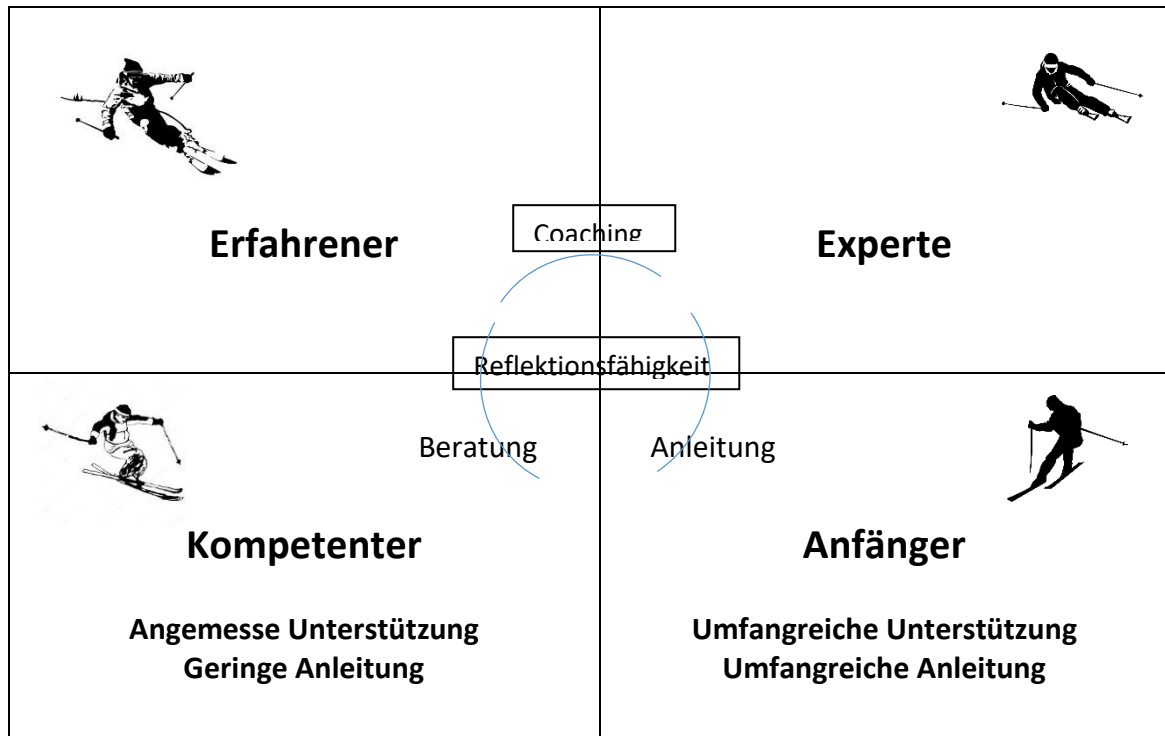 Erfahrener
Experte
Coaching
Reflektionsfähigkeit
Beratung
Anleitung
Kompetenter
Anfänger
Angemesse Unterstützung
Geringe Anleitung
Umfangreiche Unterstützung
Umfangreiche Anleitung